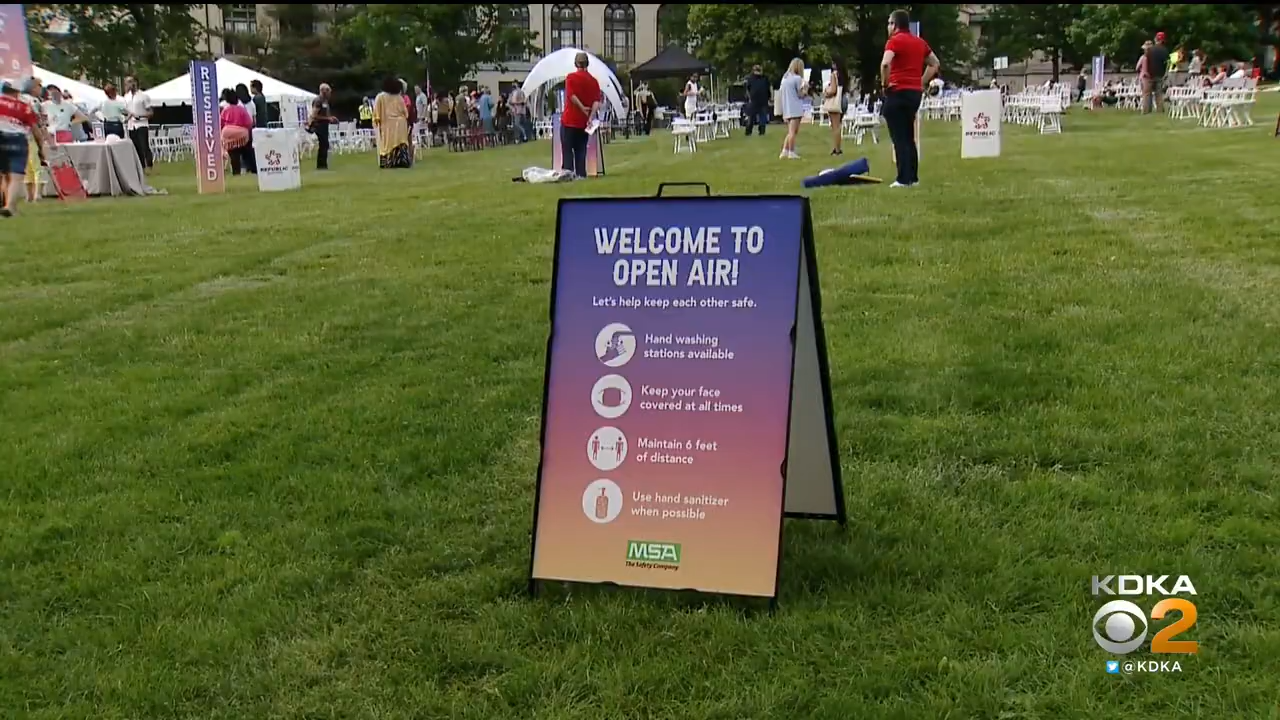 RESERVED
REPUBLIC
REPUBLIC
WELCOME TO
OPEN AIR!
Let's help keep each other safe.
Hand washing
stations available
Keep your face
covered at all times
Maintain 6 feet
of distance
Use hand sanitizer
when possible
MSA
The Safety Company
KDKA
2
@KDKA